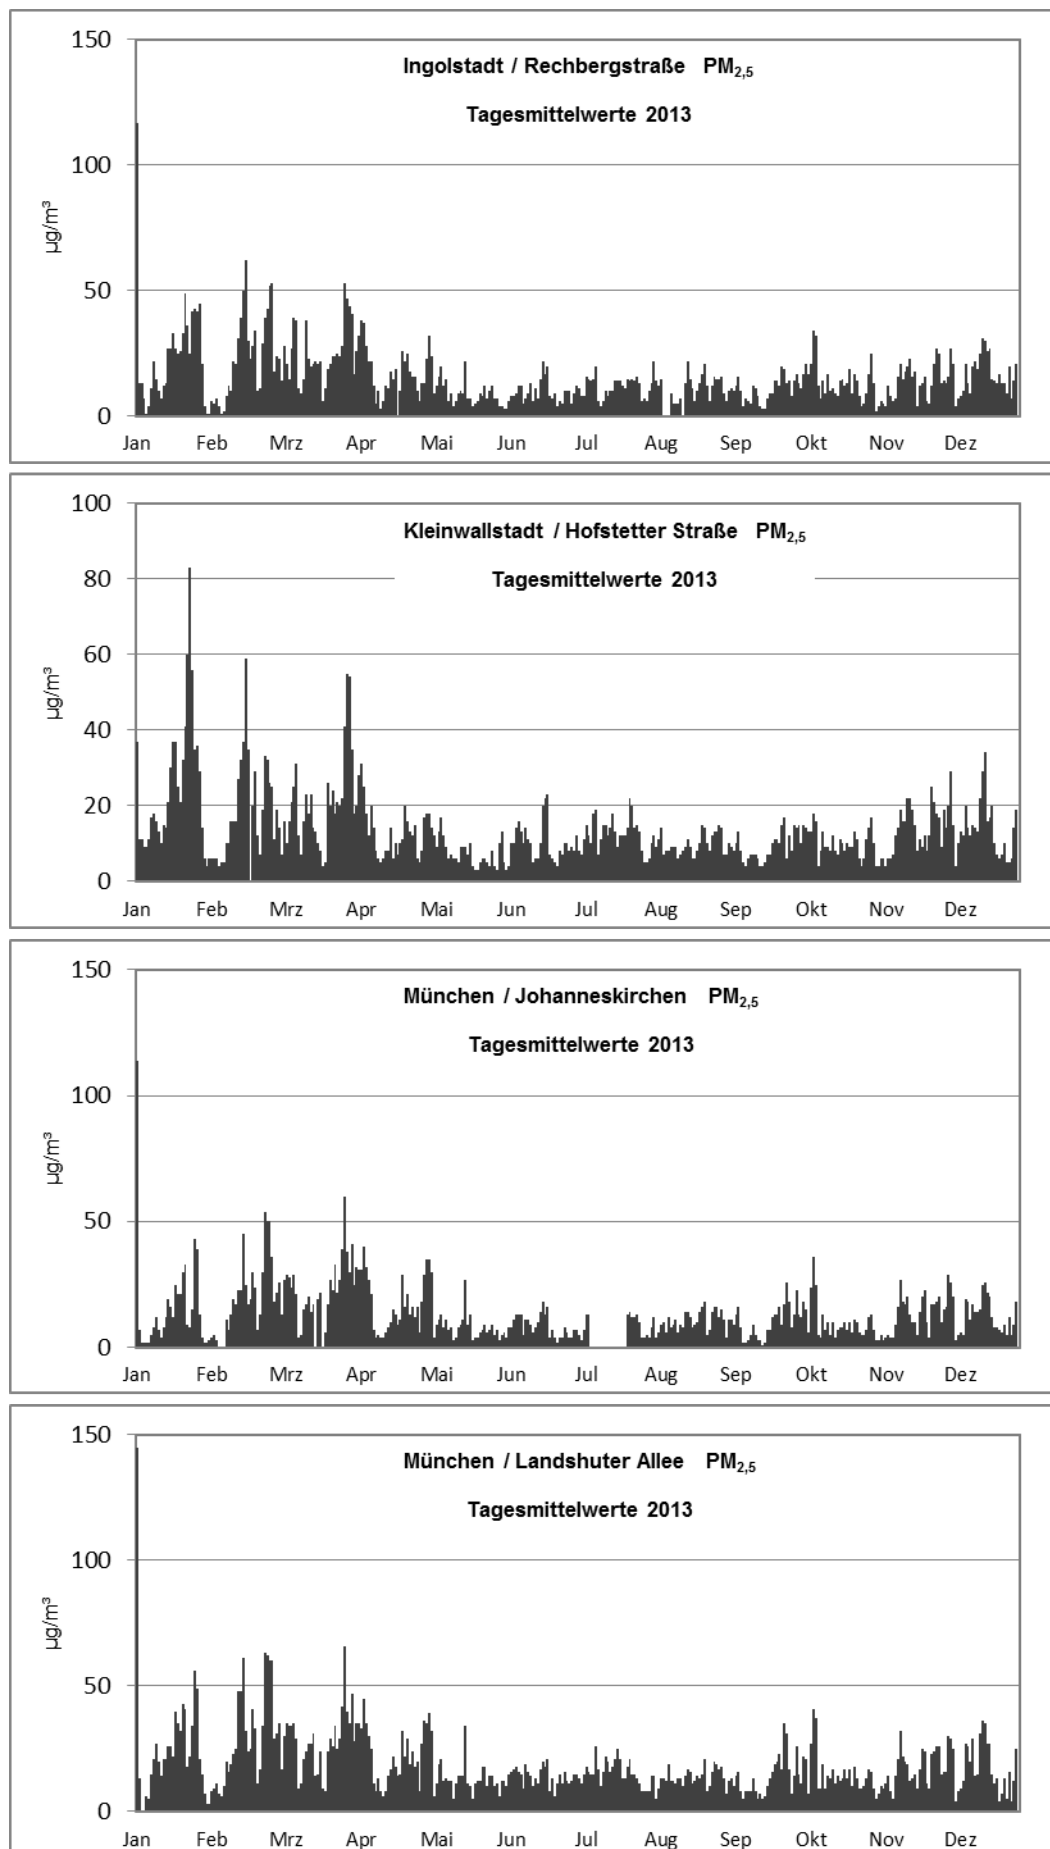 150
Ingolstadt / Rechbergstraße PM2,5
Tagesmittelwerte 2013
100
µg/m³
50
0
Jan Feb Mrz Apr Mai Jun Jul Aug Sep Okt Nov Dez
100
Kleinwallstadt / Hofstetter Straße PM2,5
80
Tagesmittelwerte 2013
60
µg/m³
40
20
0
Jan Feb Mrz Apr Mai Jun Jul Aug Sep Okt Nov Dez
150
München / Johanneskirchen PM2,5
Tagesmittelwerte 2013
100
µg/m³
50
0
Jan Feb Mrz Apr Mai Jun Jul Aug Sep Okt Nov Dez
150
München / Landshuter Allee PM2,5
Tagesmittelwerte 2013
100
µg/m³
50
0
Jan Feb Mrz Apr Mai Jun Jul Aug Sep Okt Nov Dez